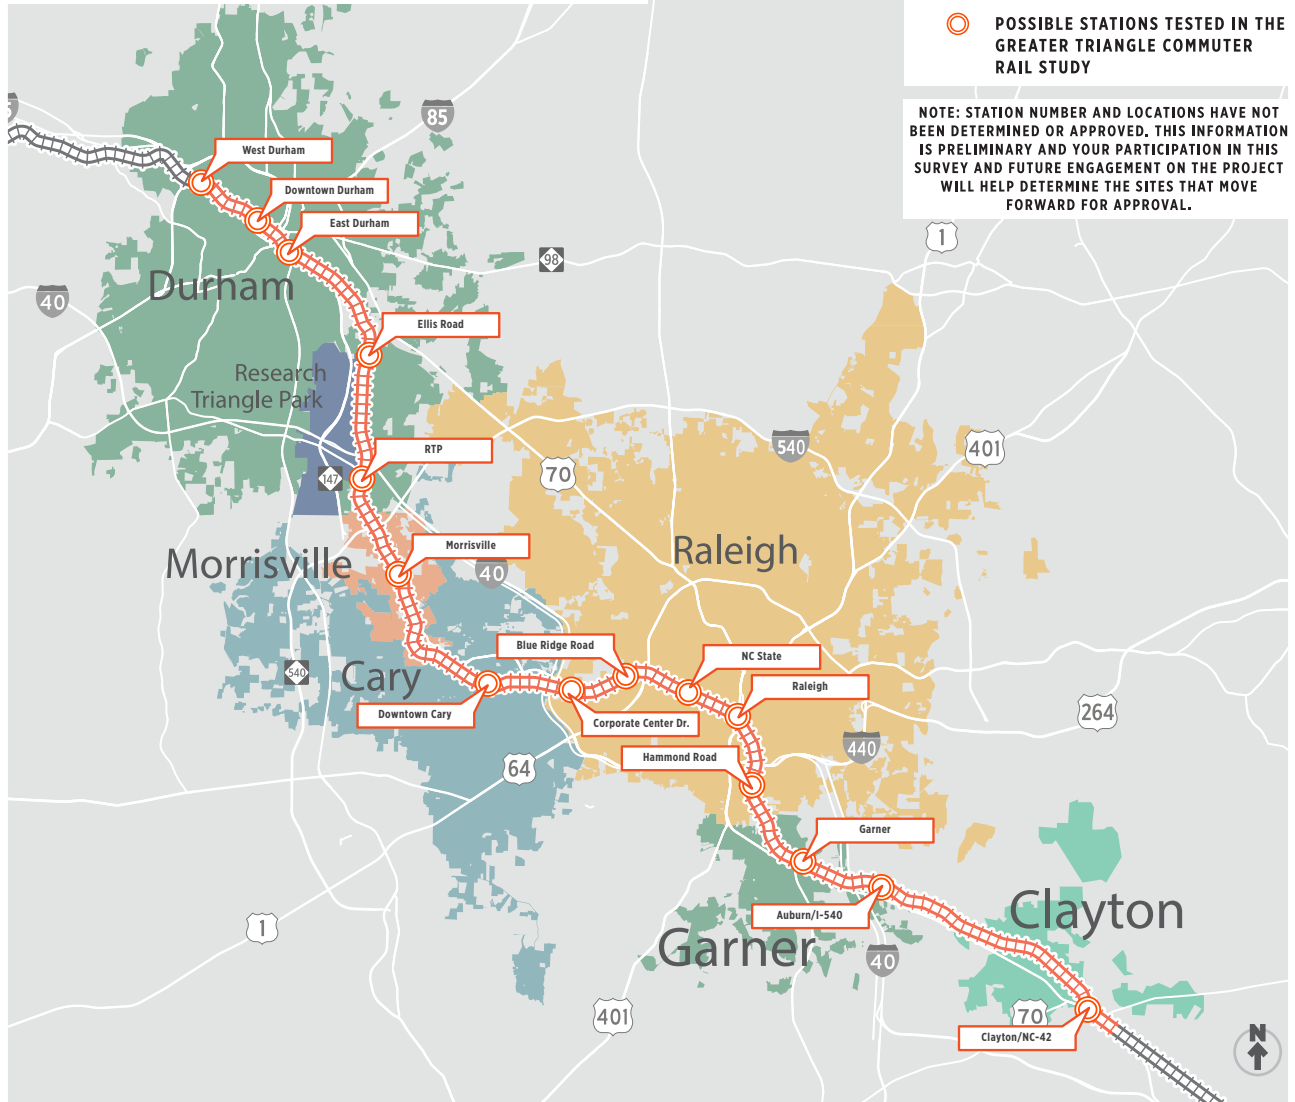 POSSIBLE STATIONS TESTED IN THE
GREATER TRIANGLE COMMUTER
RAIL STUDY
NOTE: STATION NUMBER AND LOCATIONS HAVE NOT
BEEN DETERMINED OR APPROVED. THIS INFORMATION
IS PRELIMINARY AND YOUR PARTICIPATION IN THIS
SURVEY AND FUTURE ENGAGEMENT ON THE PROJECT
WILL HELP DETERMINE THE SITES THAT MOVE
FORWARD FOR APPROVAL.
85
West Durham
Downtown Durham
East Durham
1
98
Durham
40
Ellis Road
Research
Triangle Park
RTP
540
401
70
147
Morrisville
Morrisville
Raleigh
40
Blue Ridge Road
NC State
540
Cary
Raleigh
Downtown Cary
Corporate Center Dr.
264
440
Hammond Road
64
Garner
Clayton
Auburn/I-540
1
Garner
40
401
70
Clayton/NC-42
N